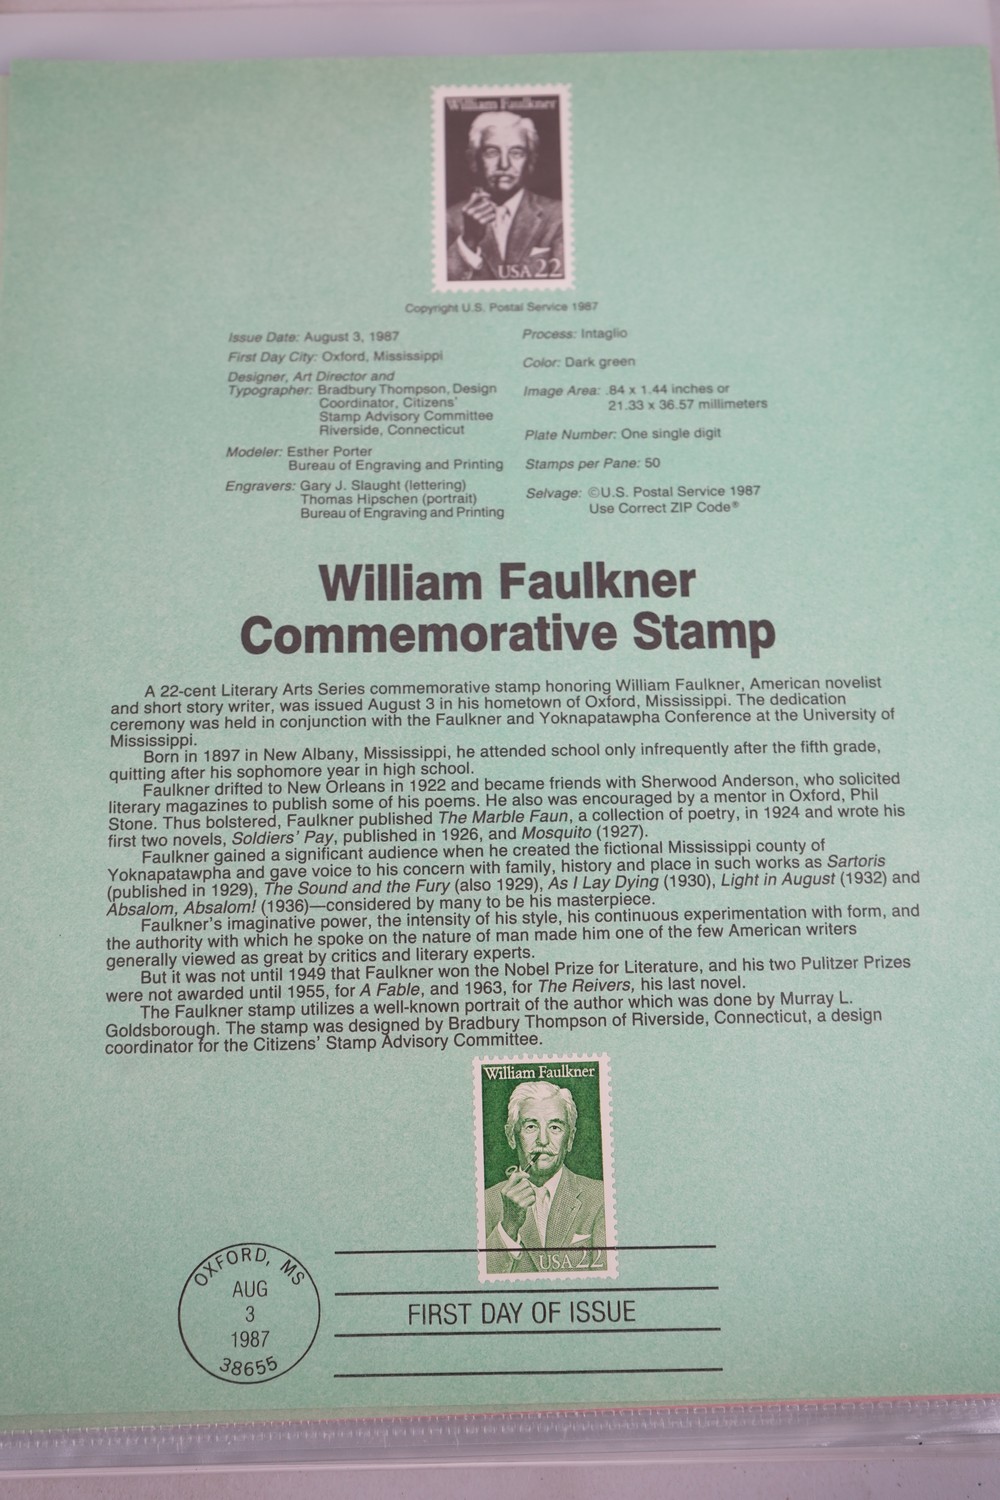 William Faulkner
USA 22
Copyright U.S. Postal Service 1987
Issue Date: August 3, 1987
First Day City: Oxford, Mississippi
Designer, Art Director and
Typographer: Bradbury Thompson, Design
Coordinator, Citizens'
Stamp Advisory Committee
Riverside, Connecticut
Modeler: Esther Porter
Bureau of Engraving and Printing
Engravers: Gary J. Slaught (lettering)
Thomas Hipschen (portrait)
Bureau of Engraving and Printing
Process: Intaglio
Color: Dark green
Image Area: .84 x 1.44 inches or
21.33 x 36.57 millimeters
Plate Number: One single digit
Stamps per Pane: 50
Selvage: ©U.S. Postal Service 1987
Use Correct ZIP Code®
William Faulkner
Commemorative Stamp
A 22-cent Literary Arts Series commemorative stamp honoring William Faulkner, American novelist
and short story writer, was issued August 3 in his hometown of Oxford, Mississippi. The dedication
ceremony was held in conjunction with the Faulkner and Yoknapatawpha Conference at the University of
Mississippi.
Born in 1897 in New Albany, Mississippi, he attended school only infrequently after the fifth grade,
quitting after his sophomore year in high school.
Faulkner drifted to New Orleans in 1922 and became friends with Sherwood Anderson, who solicited
literary magazines to publish some of his poems. He also was encouraged by a mentor in Oxford, Phil
Stone. Thus bolstered, Faulkner published The Marble Faun, a collection of poetry, in 1924 and wrote his
first two novels, Soldiers' Pay, published in 1926, and Mosquito (1927).
Faulkner gained a significant audience when he created the fictional Mississippi county of
Yoknapatawpha and gave voice to his concern with family, history and place in such works as Sartoris
(published in 1929), The Sound and the Fury (also 1929), As I Lay Dying (1930), Light in August (1932) and
Absalom, Absalom! (1936)—considered by many to be his masterpiece.
Faulkner's imaginative power, the intensity of his style, his continuous experimentation with form, and
the authority with which he spoke on the nature of man made him one of the few American writers
generally viewed as great by critics and literary experts.
But it was not until 1949 that Faulkner won the Nobel Prize for Literature, and his two Pulitzer Prizes
were not awarded until 1955, for A Fable, and 1963, for The Reivers, his last novel.
The Faulkner stamp utilizes a well-known portrait of the author which was done by Murray L.
Goldsborough. The stamp was designed by Bradbury Thompson of Riverside, Connecticut, a design
coordinator for the Citizens' Stamp Advisory Committee.
William Faulkner
USA 22
OXFORD, MS
AUG
3
1987
38655
FIRST DAY OF ISSUE